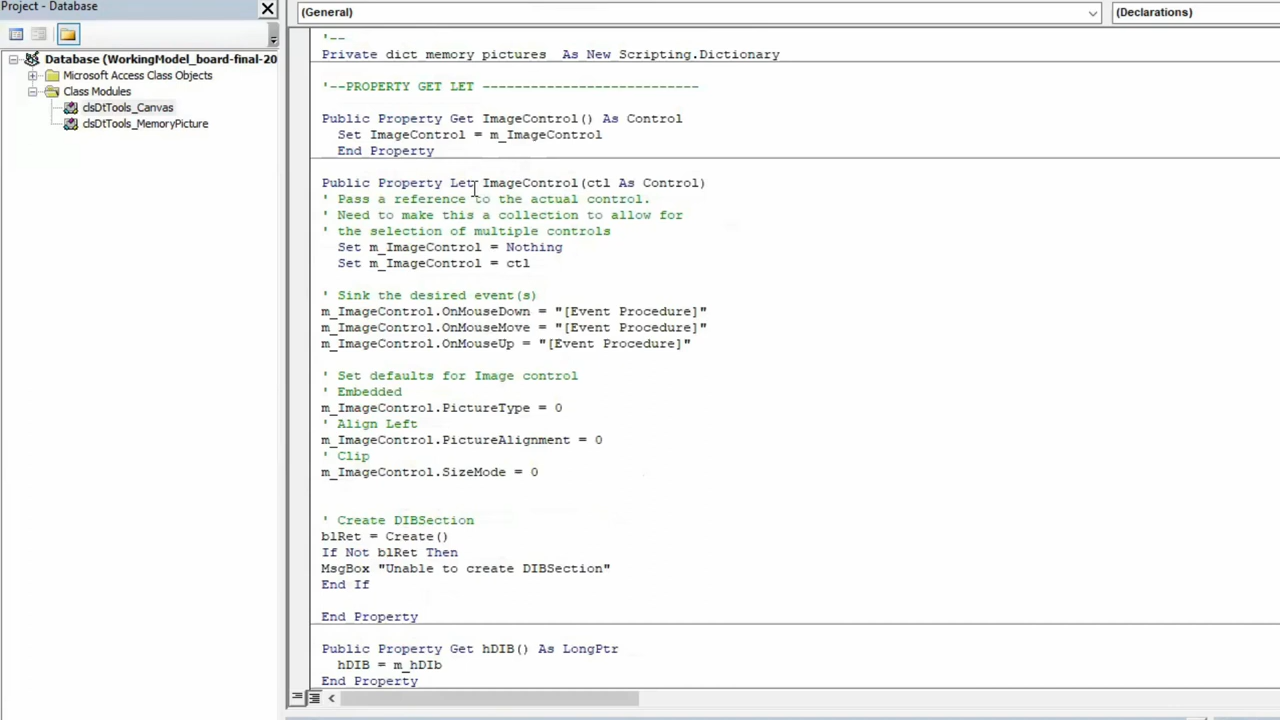 Project - Database
Database (WorkingModel_board-final-20
Microsoft Access Class Objects
Class Modules
clsDtTools_Canvas
clsDtTools_MemoryPicture
(General)
(Declarations)
'--
Private dict memory pictures  As New Scripting.Dictionary
'--PROPERTY GET LET ---------------------------
Public Property Get ImageControl() As Control
Set ImageControl = m_ImageControl
End Property
Public Property Let ImageControl(ctl As Control)
' Pass a reference to the actual control.
' Need to make this a collection to allow for
' the selection of multiple controls
Set m_ImageControl = Nothing
Set m_ImageControl = ctl
' Sink the desired event(s)
m_ImageControl.OnMouseDown = "[Event Procedure]"
m_ImageControl.OnMouseMove = "[Event Procedure]"
m_ImageControl.OnMouseUp = "[Event Procedure]"
' Set defaults for Image control
' Embedded
m_ImageControl.PictureType = 0
' Align Left
m_ImageControl.PictureAlignment = 0
' Clip
m_ImageControl.SizeMode = 0
' Create DIBSection
blRet = Create()
If Not blRet Then
MsgBox "Unable to create DIBSection"
End If
End Property
Public Property Get hDIB() As LongPtr
hDIB = m_hDIb
End Property